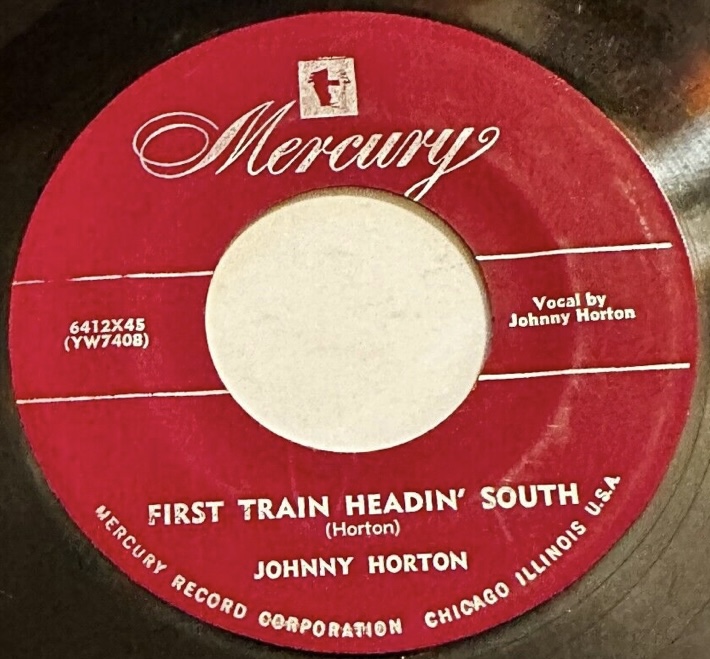 Mercury
6412X45
(YW7408)
Vocal by
Johnny Horton
FIRST TRAIN HEADIN' SOUTH
(Horton)
JOHNNY HORTON
MERCURY RECORD CORPORATION CHICAGO ILLINOIS U.S.A